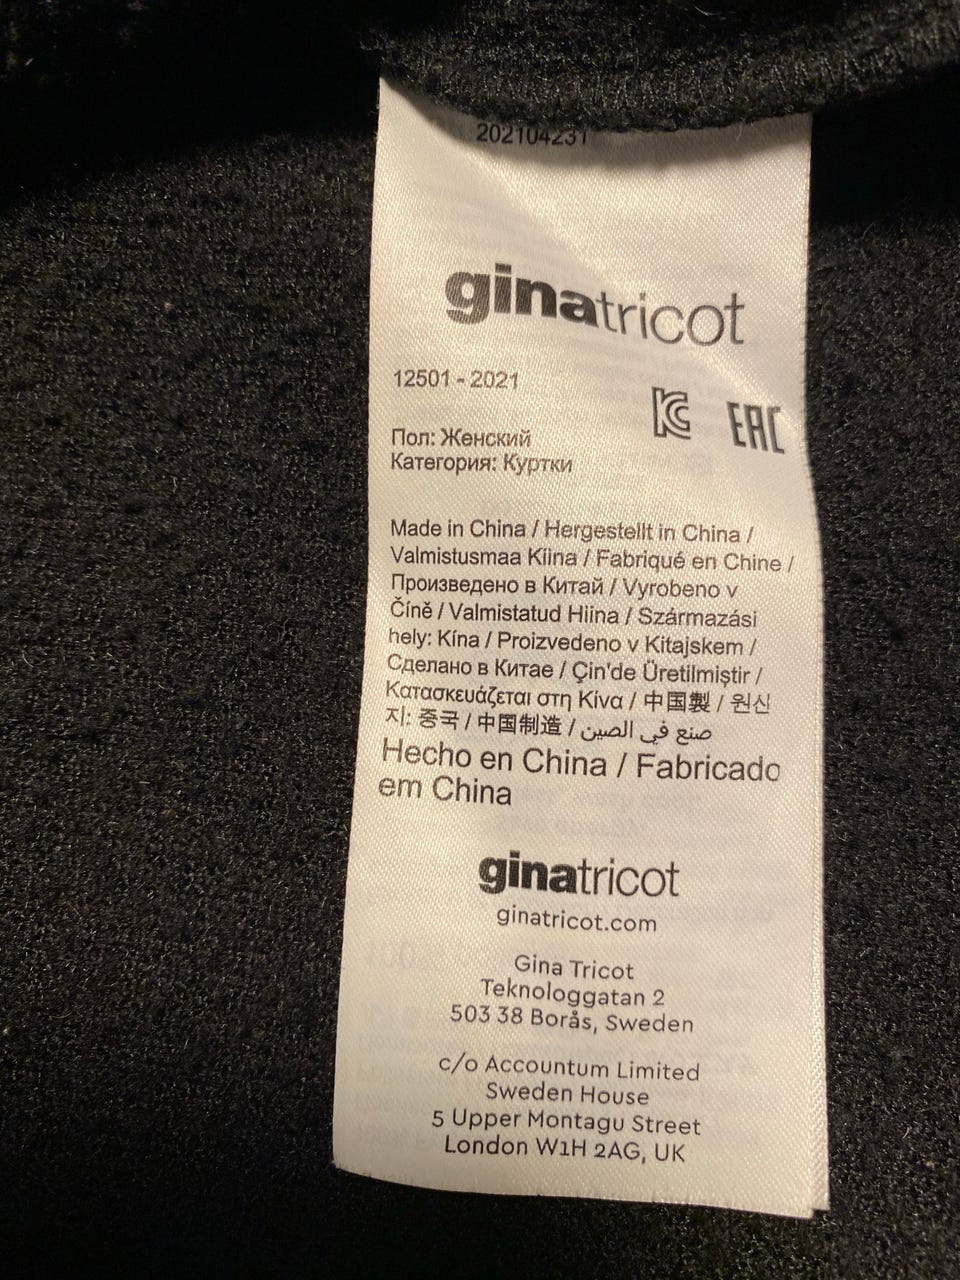 202104231
ginatricot
12501 - 2021
KC EAC
Пол: Женский
Категория: Куртки
Made in China / Hergestellt in China /
Valmistusmaa Kiina / Fabriqué en Chine /
Произведено в Китай / Vyrobeno v
Číně / Valmistatud Hiina / Származási
hely: Kína / Proizvedeno v Kitajskem /
Сделано в Китае / Çin'de Üretilmiştir /
Κατασκευάζεται στη Κίνα / 中国製 / 원신
지: 중국 / 中国制造 / صنع في الصين
Hecho en China / Fabricado
em China
ginatricot
ginatricot.com
Gina Tricot
Teknologgatan 2
503 38 Borås, Sweden
c/o Accountum Limited
Sweden House
5 Upper Montagu Street
London W1H 2AG, UK